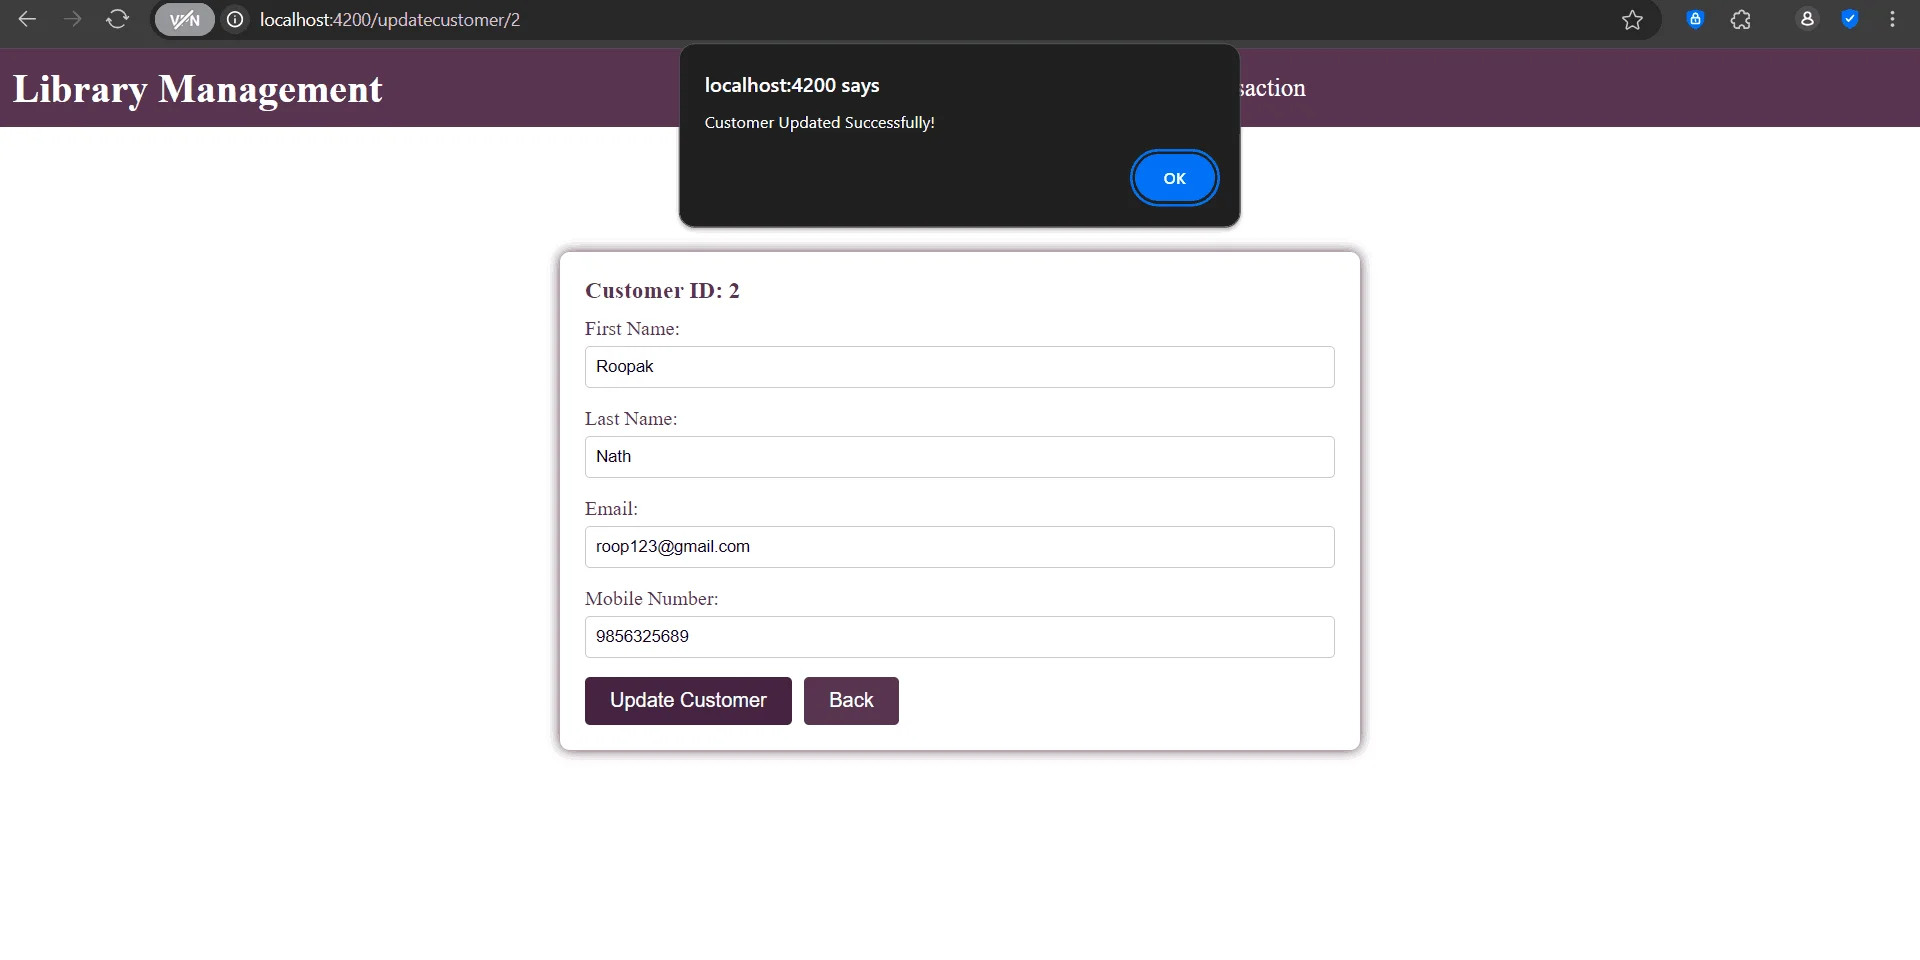 VPN
localhost:4200/updatecustomer/2
Library Management
localhost:4200 says
Customer Updated Successfully!
OK
Customer ID: 2
First Name:
Roopak
Last Name:
Nath
Email:
roop123@gmail.com
Mobile Number:
9856325689
Update Customer
Back